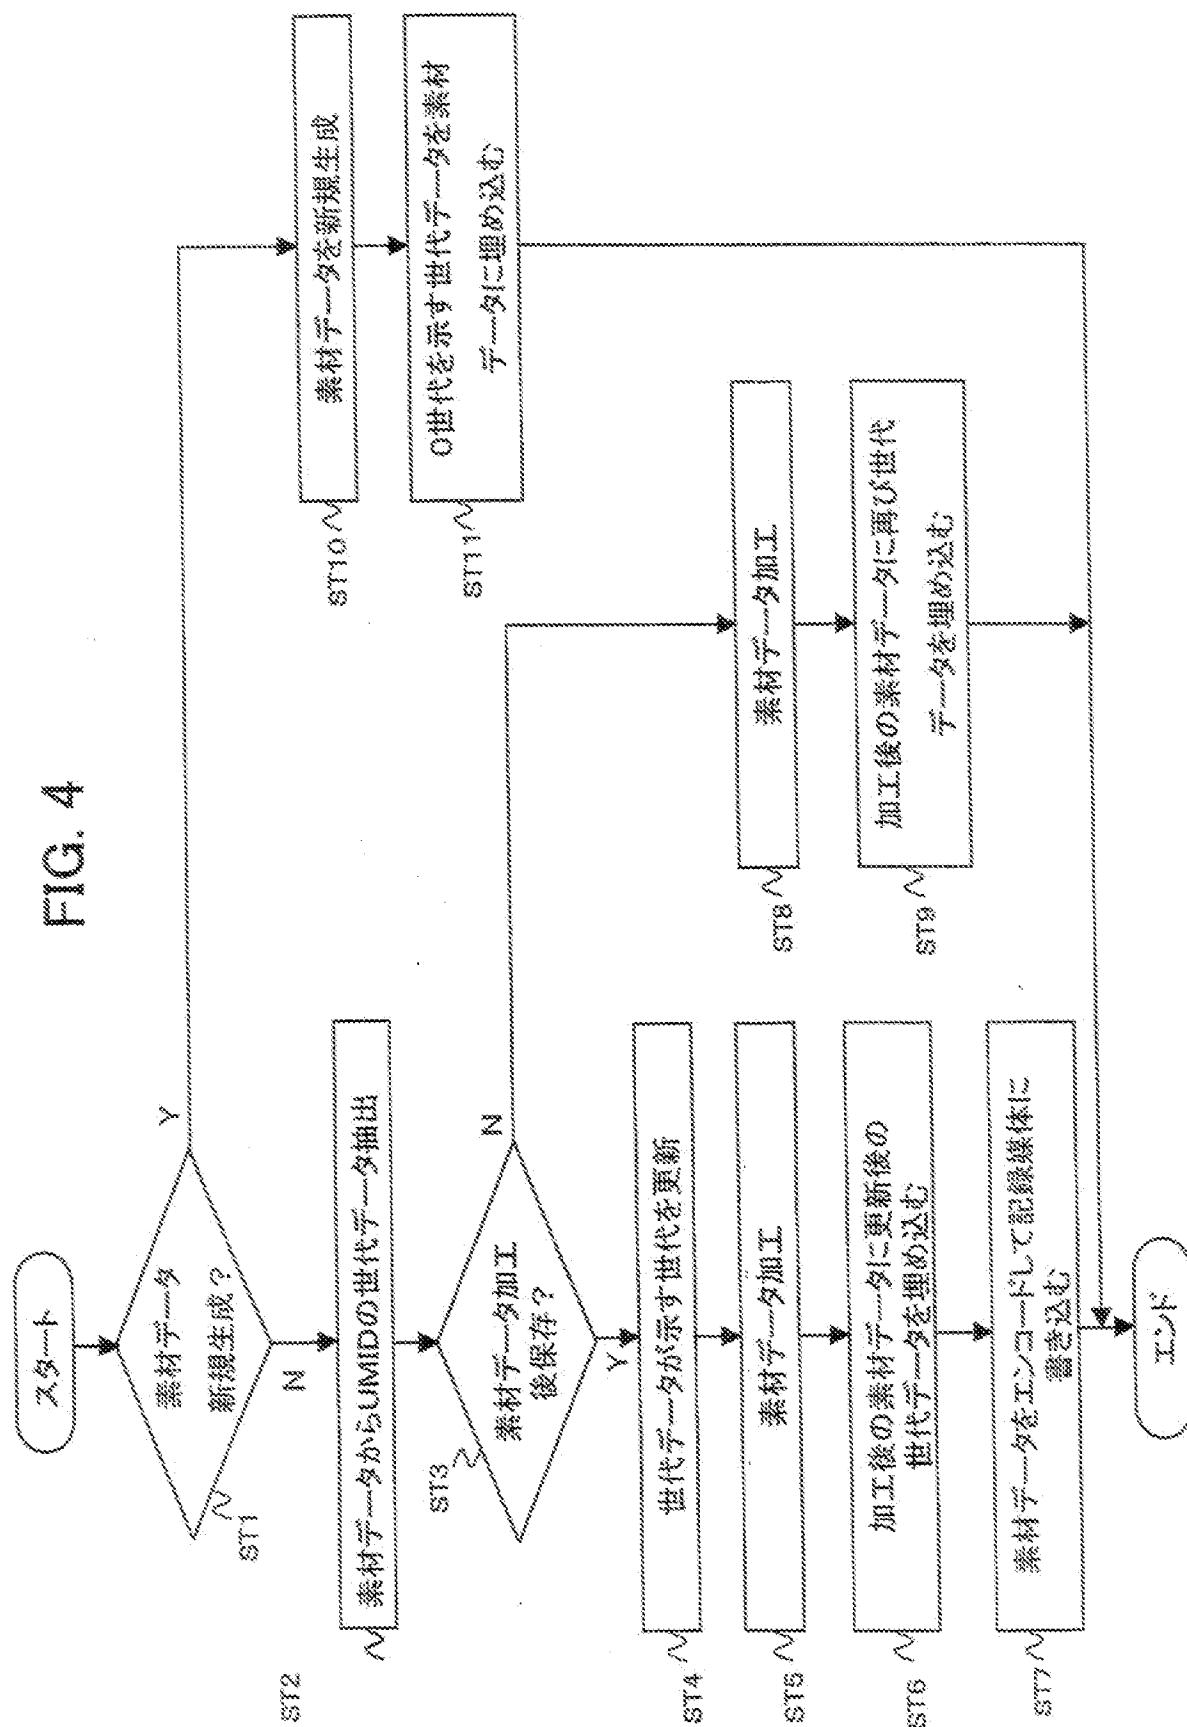 FIG. 4
スタート
素材データ
新規生成？
ST1
Y
N
素材データからUMIDの世代データ抽出
ST2
素材データ加工
後保存？
ST3
N
Y
世代データが示す世代を更新
ST4
素材データ加工
ST5
加工後の素材データに更新後の
世代データを埋め込む
ST6
素材データをエンコードして記録媒体に
書き込む
ST7
素材データ加工
ST8
加工後の素材データに再び世代
データを埋め込む
ST9
素材データを新規生成
ST10
0世代を示す世代データを素材
データに埋め込む
ST11
エンド